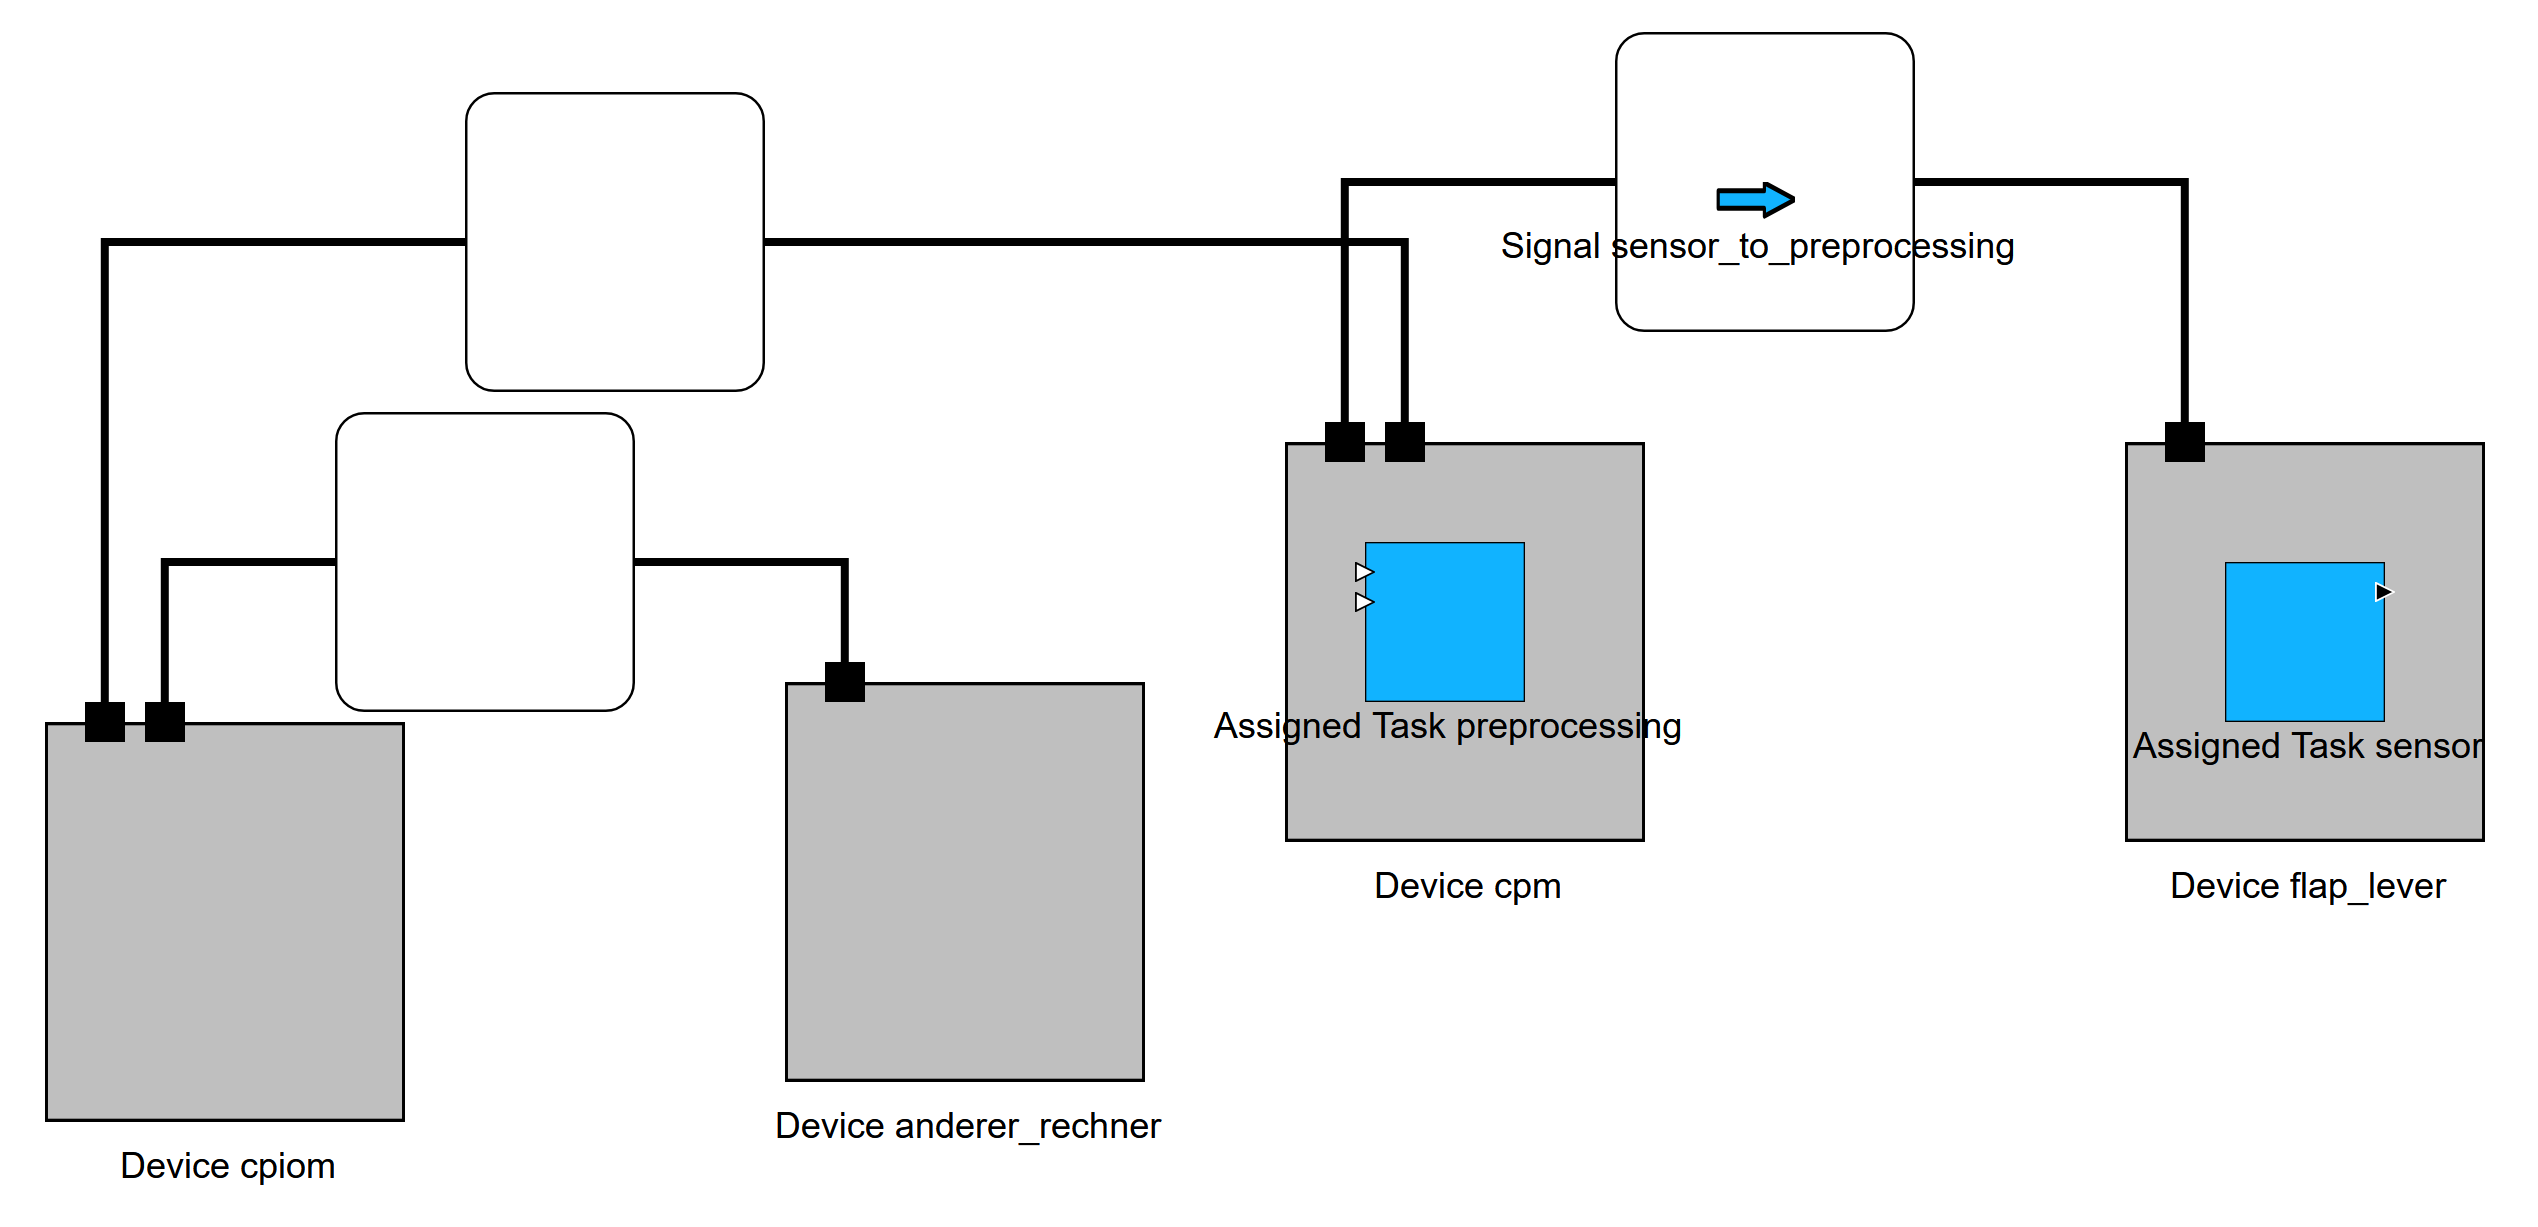 Signal sensor_to_preprocessing
Assigned Task preprocessing
Assigned Task sensor
Device cpm
Device flap_lever
Device anderer_rechner
Device cpiom